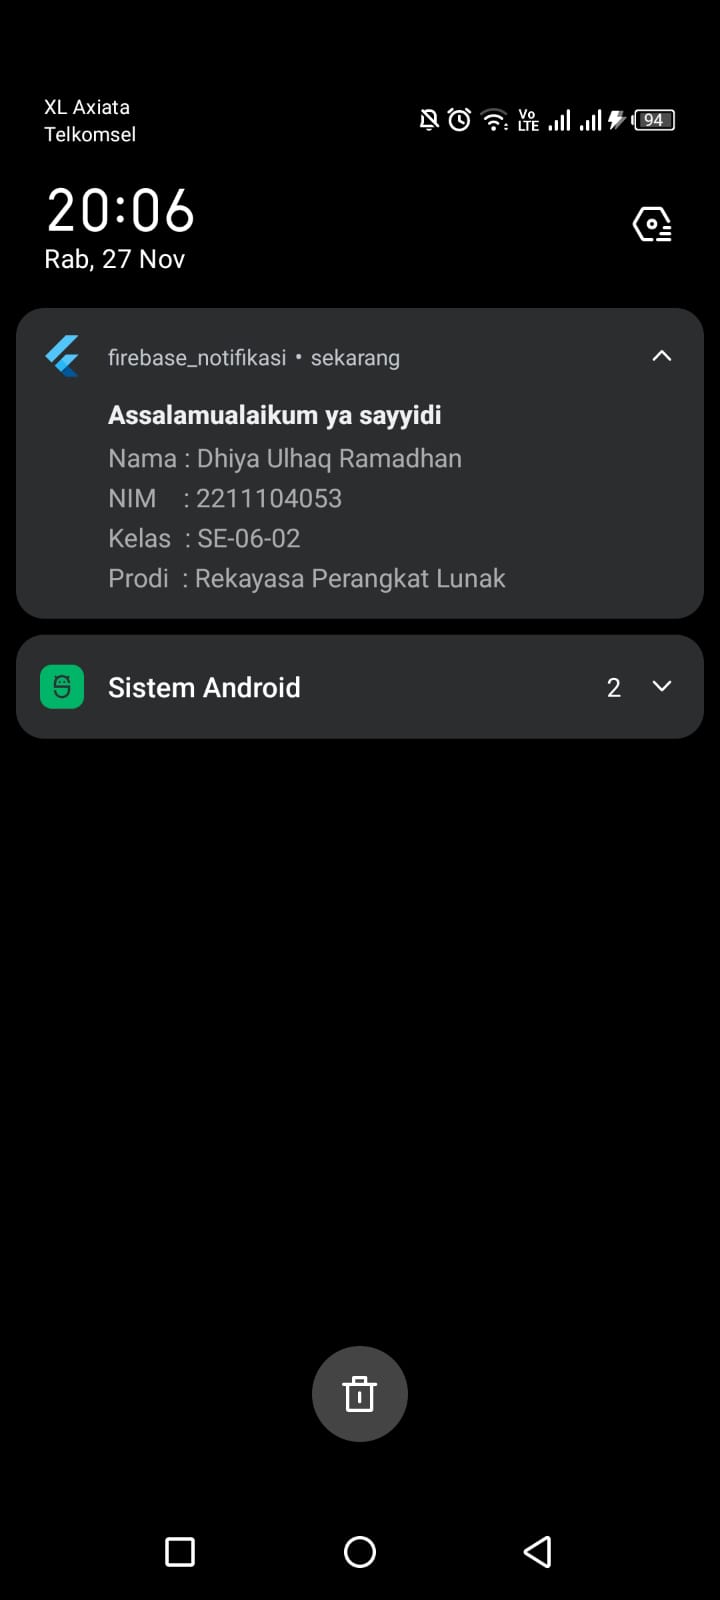 XL Axiata
Telkomsel
Vo
LTE
94
20:06
Rab, 27 Nov
firebase_notifikasi • sekarang
Assalamualaikum ya sayyidi
Nama : Dhiya Ulhaq Ramadhan
NIM : 2211104053
Kelas : SE-06-02
Prodi : Rekayasa Perangkat Lunak
Sistem Android 2